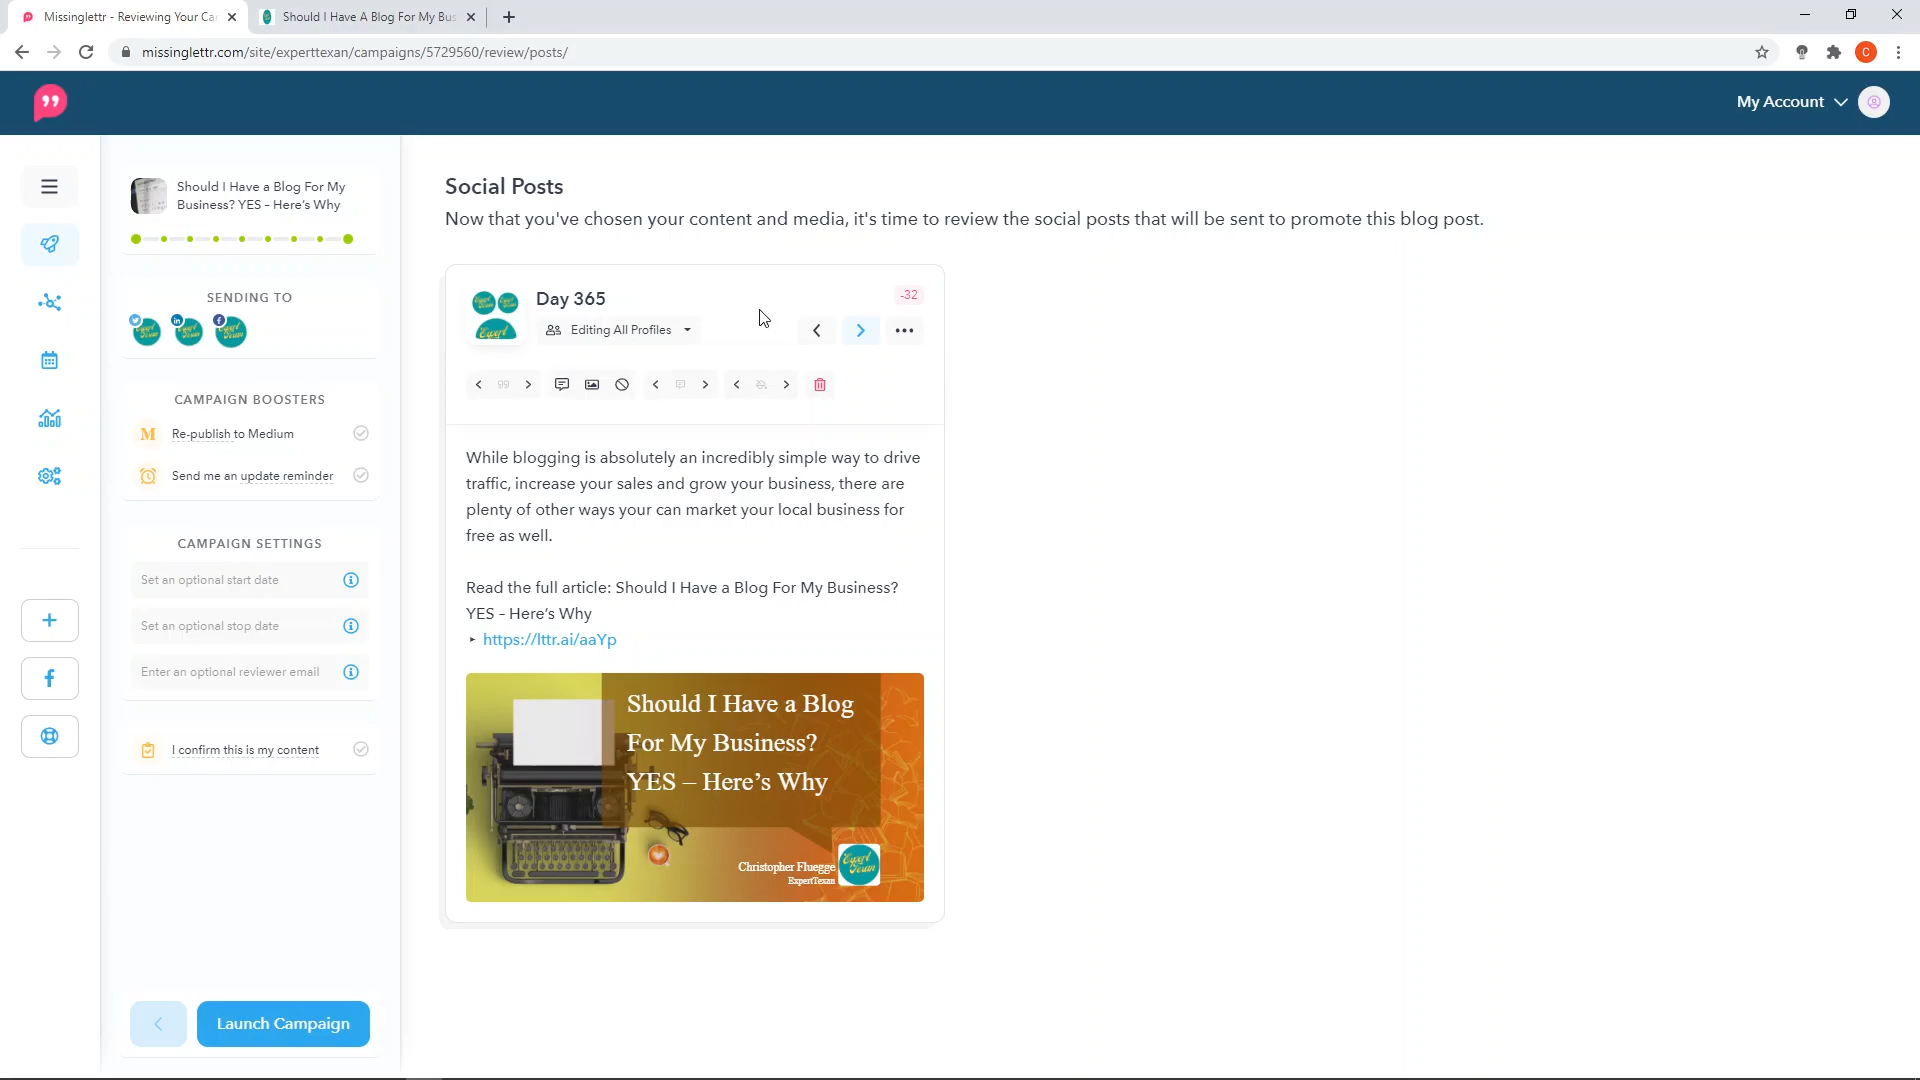 Missinglettr - Reviewing Your Car
Should I Have A Blog For My Bus
missinglettr.com/site/experttexan/campaigns/5729560/review/posts/
C
My Account
Should I Have a Blog For My
Business? YES – Here's Why
SENDING TO
CAMPAIGN BOOSTERS
M
Re-publish to Medium
Send me an update reminder
CAMPAIGN SETTINGS
Set an optional start date
Set an optional stop date
Enter an optional reviewer email
I confirm this is my content
Launch Campaign
Social Posts
Now that you've chosen your content and media, it's time to review the social posts that will be sent to promote this blog post.
Day 365
-32
Editing All Profiles
While blogging is absolutely an incredibly simple way to drive
traffic, increase your sales and grow your business, there are
plenty of other ways your can market your local business for
free as well.
Read the full article: Should I Have a Blog For My Business?
YES – Here's Why
‣ https://lttr.ai/aaYp
Should I Have a Blog
For My Business?
YES – Here's Why
Christopher Fluegge
ExpertTexan
Expert
Texan